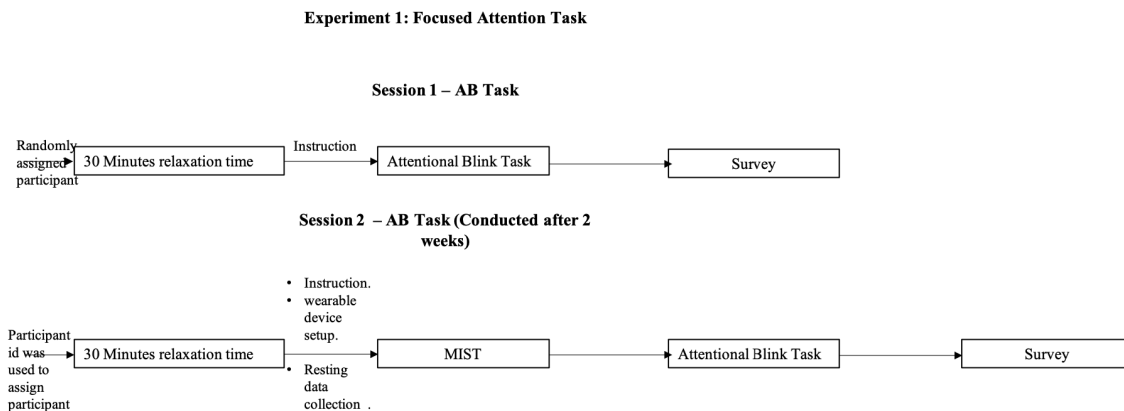 Experiment 1: Focused Attention Task
Session 1 – AB Task
Randomly
assigned
participant
30 Minutes relaxation time
Instruction
Attentional Blink Task
Survey
Session 2 – AB Task (Conducted after 2
weeks)
Participant
id was
used to
assign
participant
30 Minutes relaxation time
• Instruction.
• wearable
device
setup.
• Resting
data
collection .
MIST
Attentional Blink Task
Survey